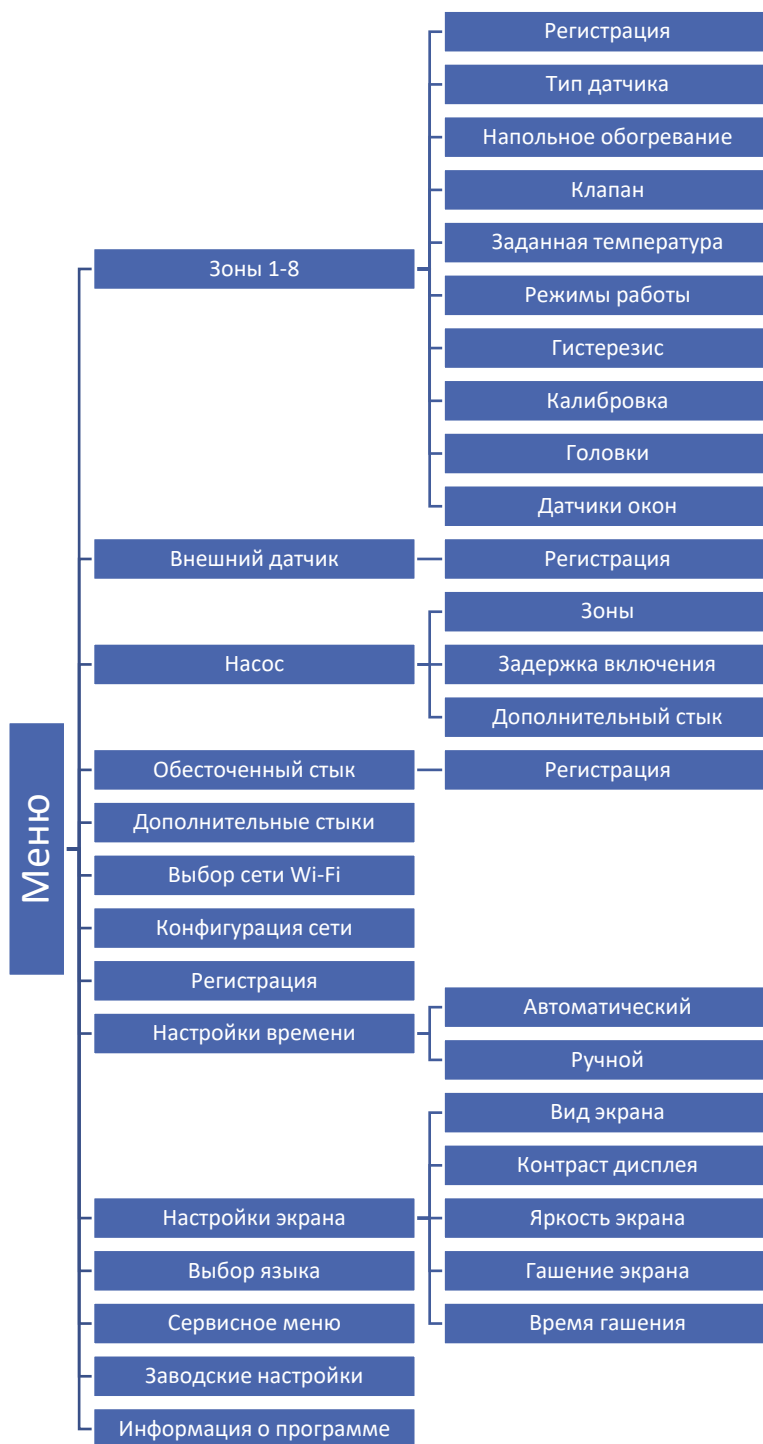 Меню
Зоны 1-8
Регистрация
Тип датчика
Напольное обогревание
Клапан
Заданная температура
Режимы работы
Гистерезис
Калибровка
Головки
Датчики окон
Внешний датчик
Регистрация
Насос
Зоны
Задержка включения
Дополнительный стык
Обесточенный стык
Регистрация
Дополнительные стыки
Выбор сети Wi-Fi
Конфигурация сети
Регистрация
Настройки времени
Автоматический
Ручной
Настройки экрана
Вид экрана
Контраст дисплея
Яркость экрана
Гашение экрана
Время гашения
Выбор языка
Сервисное меню
Заводские настройки
Информация о программе